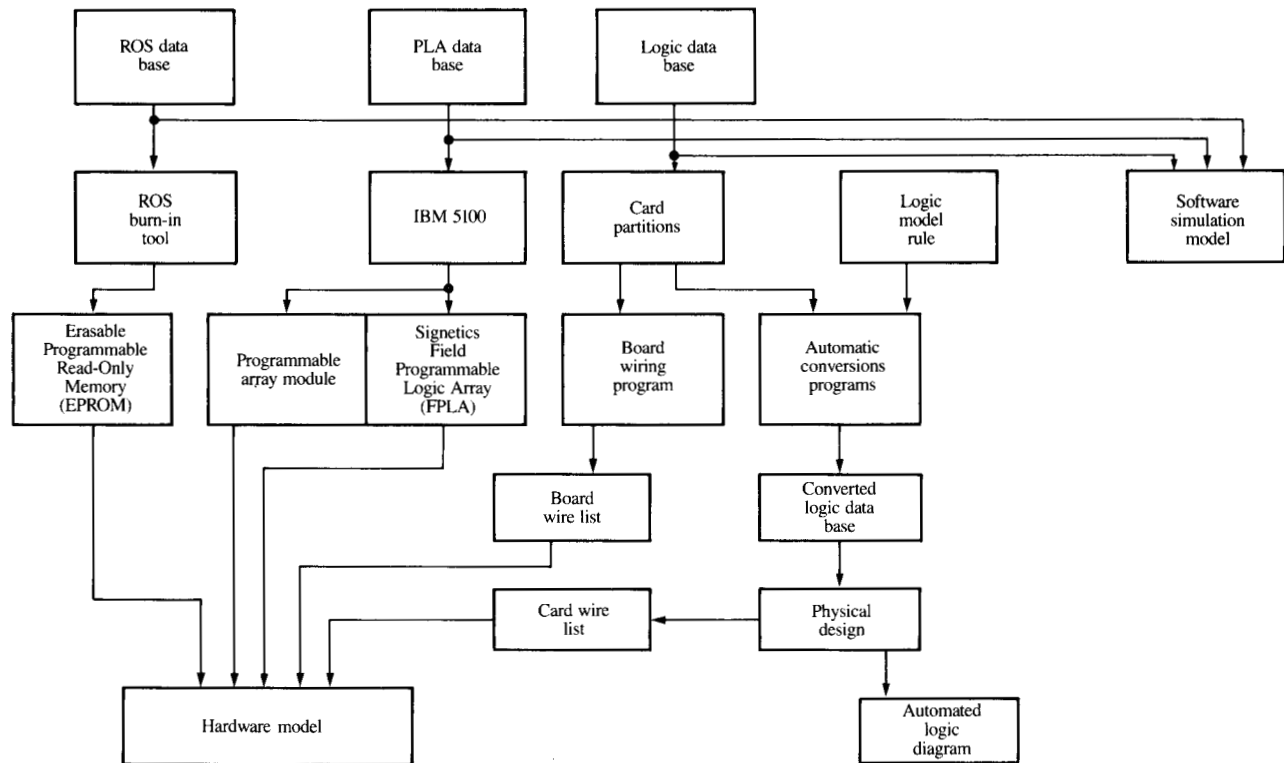 ROS data
base
PLA data
base
Logic data
base
ROS
burn-in
tool
IBM 5100
Card
partitions
Logic
model
rule
Software
simulation
model
Erasable
Programmable
Read-Only
Memory
(EPROM)
Programmable
array module
Signetics
Field
Programmable
Logic Array
(FPLA)
Board
wiring
program
Automatic
conversions
programs
Board
wire list
Converted
logic data
base
Card wire
list
Physical
design
Hardware model
Automated
logic
diagram